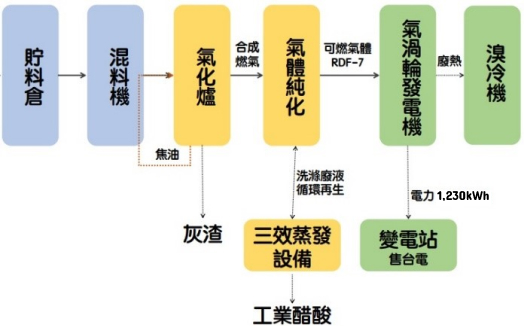 貯料倉
混料機
氣化爐
合成
燃氣
氣體純化
可燃氣體
RDF-7
氣渦輪發電機
廢熱
溴冷機
焦油
洗滌廢液
循環再生
電力 1,230kWh
灰渣
三效蒸發
設備
變電站
售台電
工業醋酸